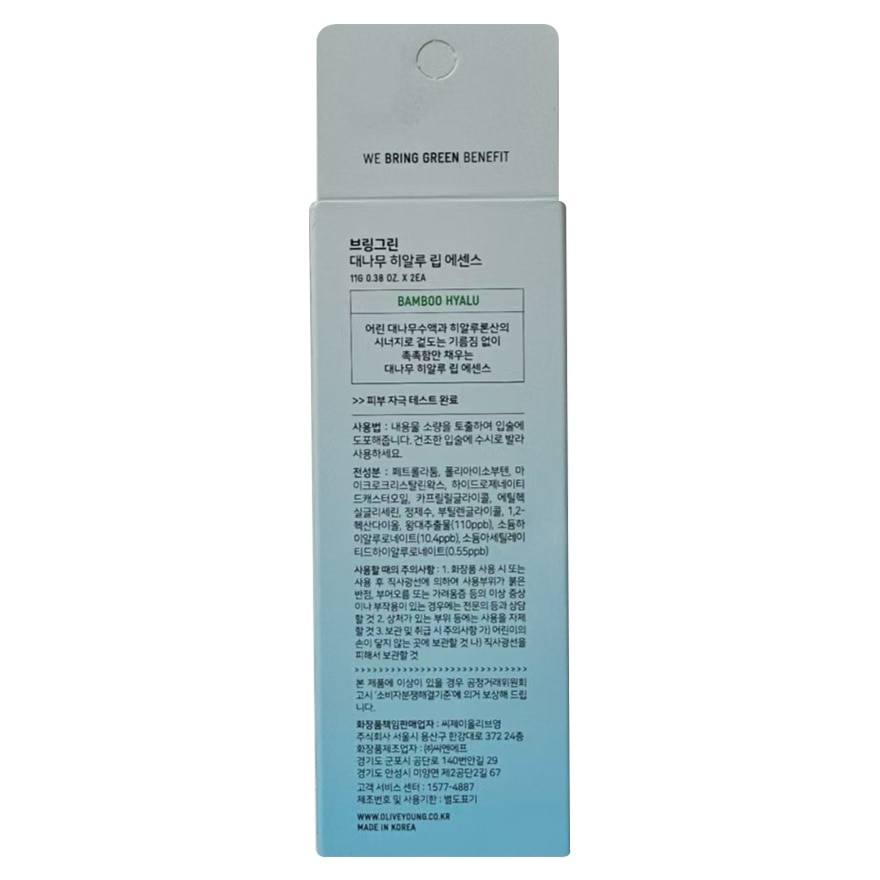 WE BRING GREEN BENEFIT
브링그린
대나무 히알루 립 에센스
11G 0.38 OZ. X 2EA
BAMBOO HYALU
어린 대나무수액과 히알루론산의
시너지로 겉도는 기름짐 없이
촉촉함만 채우는
대나무 히알루 립 에센스
>> 피부 자극 테스트 완료
사용법 : 내용물 소량을 토출하여 입술에
도포해줍니다. 건조한 입술에 수시로 발라
사용하세요.
전성분 : 페트롤라툼, 폴리아이소부텐, 마
이크로크리스탈린왁스, 하이드로제네이티
드캐스터오일, 카프릴릴글라이콜, 에틸헥
실글리세린, 정제수, 부틸렌글라이콜, 1,2-
헥산다이올, 왕대추출물(110ppb), 소듐하
이알루로네이트(10.4ppb), 소듐아세틸레이
티드하이알루로네이트(0.55ppb)
사용할 때의 주의사항 : 1. 화장품 사용 시 또는
사용 후 직사광선에 의하여 사용부위가 붉은
반점, 부어오름 또는 가려움증 등의 이상 증상
이나 부작용이 있는 경우에는 전문의 등과 상담
할 것 2. 상처가 있는 부위 등에는 사용을 자제
할 것 3. 보관 및 취급 시 주의사항 가) 어린이의
손이 닿지 않는 곳에 보관할 것 나) 직사광선을
피해서 보관할 것
본 제품에 이상이 있을 경우 공정거래위원회
고시 '소비자분쟁해결기준'에 의거 보상해 드립
니다.
화장품책임판매업자 : 씨제이올리브영
주식회사 서울시 용산구 한강대로 372 24층
화장품제조업자 : ㈜씨엔에프
경기도 군포시 공단로 140번안길 29
경기도 안성시 미양면 제2공단2길 67
고객 서비스 센터 : 1577-4887
제조번호 및 사용기한 : 별도표기
WWW.OLIVEYOUNG.CO.KR
MADE IN KOREA